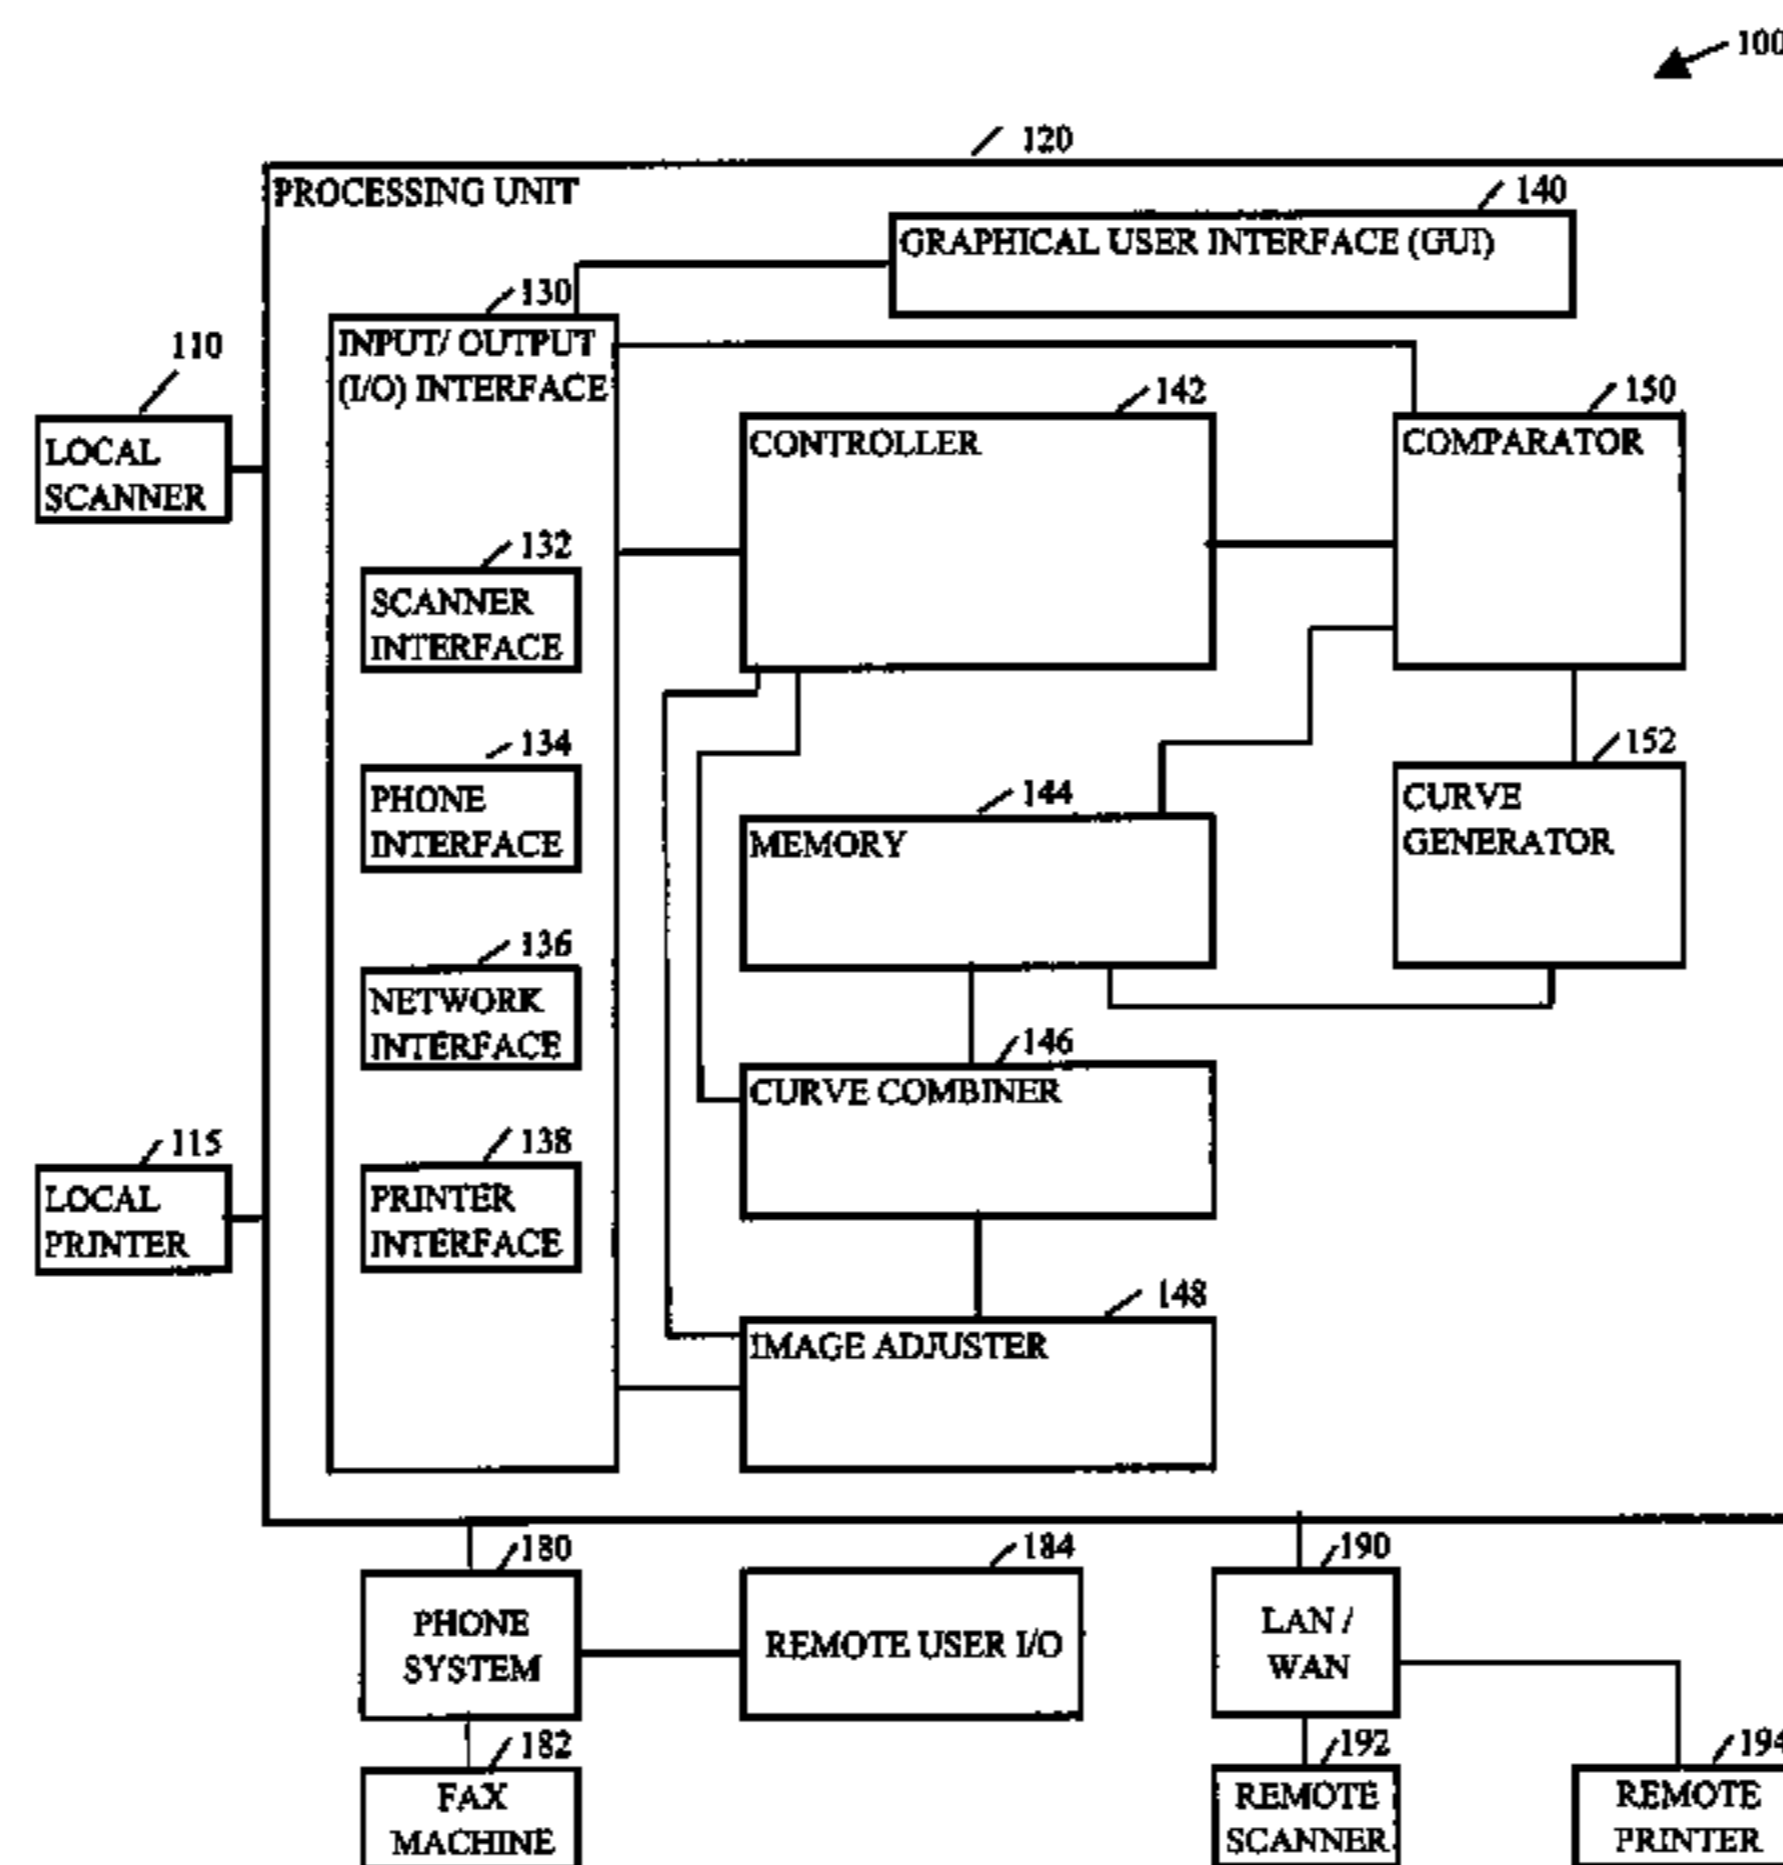 100
120
PROCESSING UNIT
140
GRAPHICAL USER INTERFACE (GUI)
130
INPUT/ OUTPUT
(I/O) INTERFACE
110
LOCAL
SCANNER
142
CONTROLLER
150
COMPARATOR
132
SCANNER
INTERFACE
134
PHONE
INTERFACE
152
CURVE
GENERATOR
144
MEMORY
136
NETWORK
INTERFACE
146
CURVE COMBINER
115
LOCAL
PRINTER
138
PRINTER
INTERFACE
148
IMAGE ADJUSTER
180
PHONE
SYSTEM
184
REMOTE USER I/O
190
LAN /
WAN
182
FAX
MACHINE
192
REMOTE
SCANNER
194
REMOTE
PRINTER